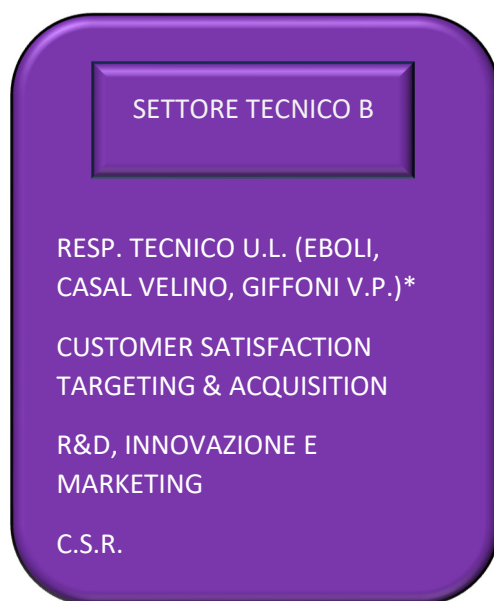 SETTORE TECNICO B
RESP. TECNICO U.L. (EBOLI,
CASAL VELINO, GIFFONI V.P.)*
CUSTOMER SATISFACTION
TARGETING & ACQUISITION
R&D, INNOVAZIONE E
MARKETING
C.S.R.